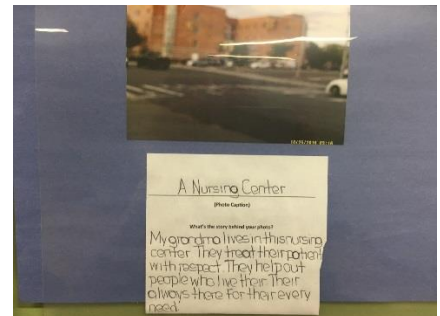 A Nursing Center
(Photo Caption)
What's the story behind your photo?
My grandma lives in this nursing
center. They treat their patient
with respect. They help out
people who live their. Their
always there for their every
need.